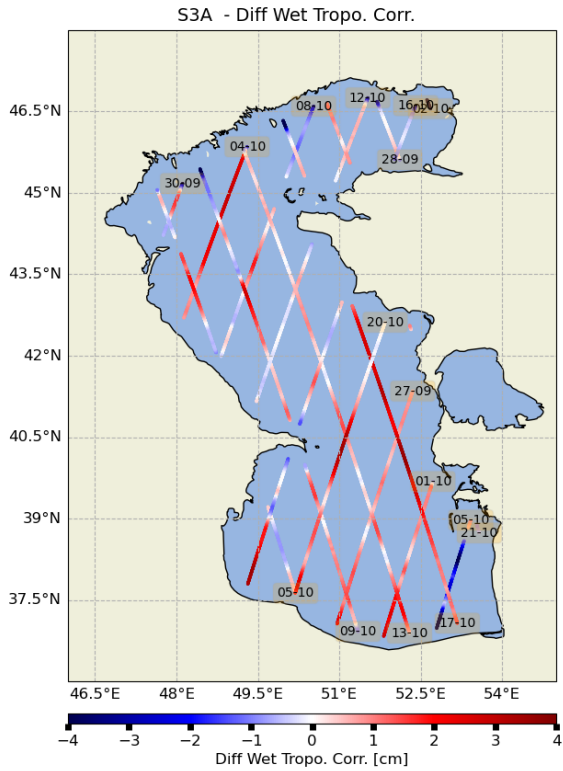 S3A - Diff Wet Tropo. Corr.
46.5°N
45°N
43.5°N
42°N
40.5°N
39°N
37.5°N
08-10
12-10
16-10
02-10
28-09
04-10
30-09
20-10
27-09
01-10
05-10
21-10
05-10
09-10
13-10
17-10
46.5°E
48°E
49.5°E
51°E
52.5°E
54°E
−4
−3
−2
−1
0
1
2
3
4
Diff Wet Tropo. Corr. [cm]